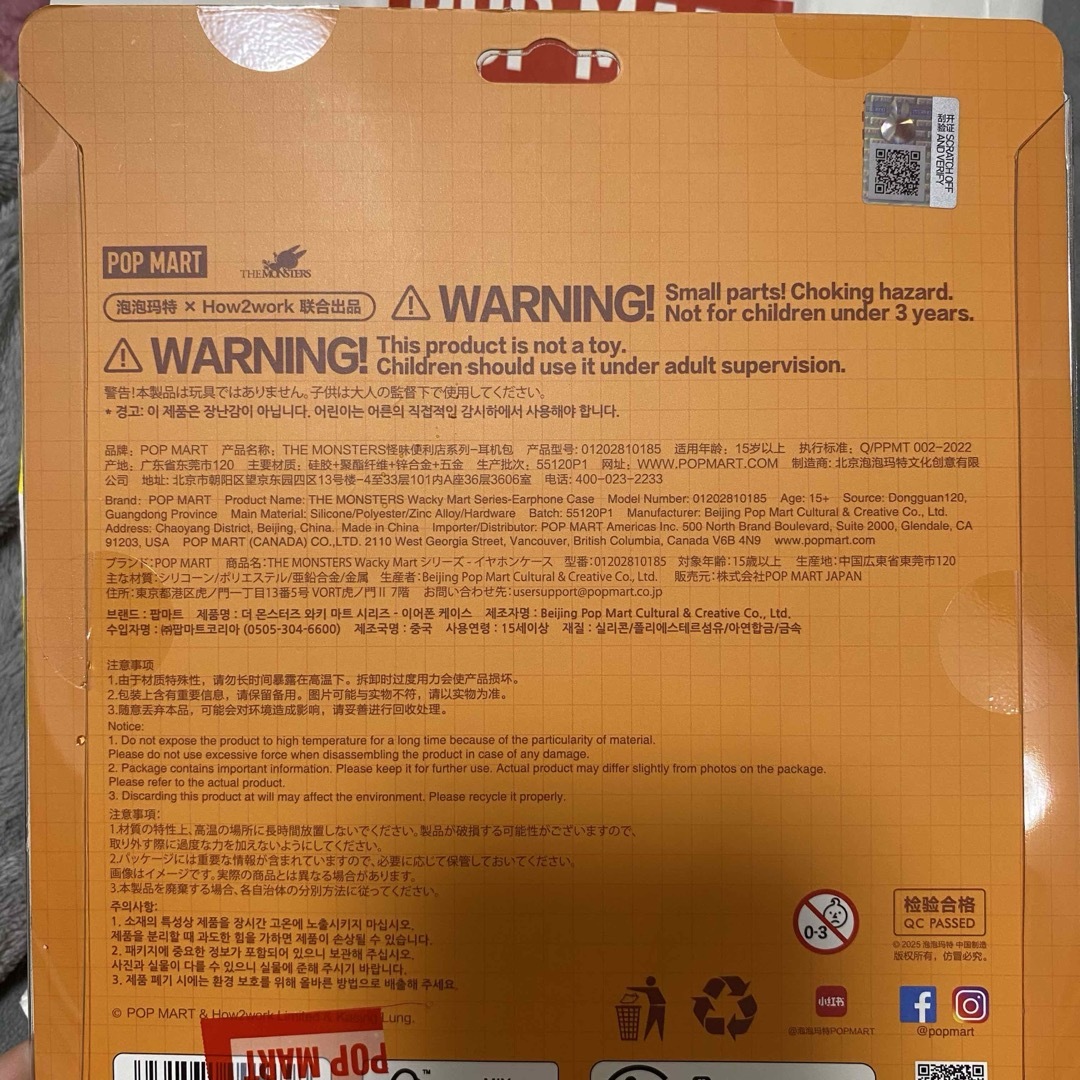 开 SCRATCH OFF
刮验 AND VERIFY
POP MART
THE MONSTERS
泡泡玛特 × How2work 联合出品
WARNING! Small parts! Choking hazard.
Not for children under 3 years.
WARNING! This product is not a toy.
Children should use it under adult supervision.
警告!本製品は玩具ではありません。子供は大人の監督下で使用してください。
* 경고: 이 제품은 장난감이 아닙니다. 어린이는 어른의 직접적인 감시하에서 사용해야 합니다.
品牌：POP MART 产品名称：THE MONSTERS怪味便利店系列-耳机包 产品型号: 01202810185 适用年龄：15岁以上 执行标准：Q/PPMT 002-2022
产地：广东省东莞市120 主要材质：硅胶+聚酯纤维+锌合金+五金 生产批次：55120P1 网址：WWW.POPMART.COM 制造商: 北京泡泡玛特文化创意有限
公司 地址: 北京市朝阳区望京东园四区13号楼-4至33层101内A座36层3606室 电话: 400-023-2233
Brand: POP MART Product Name: THE MONSTERS Wacky Mart Series-Earphone Case Model Number: 01202810185 Age: 15+ Source: Dongguan120,
Guangdong Province Main Material: Silicone/Polyester/Zinc Alloy/Hardware Batch: 55120P1 Manufacturer: Beijing Pop Mart Cultural & Creative Co., Ltd.
Address: Chaoyang District, Beijing, China. Made in China Importer/Distributor: POP MART Americas Inc. 500 North Brand Boulevard, Suite 2000, Glendale, CA
91203, USA POP MART (CANADA) CO.,LTD. 2110 West Georgia Street, Vancouver, British Columbia, Canada V6B 4N9 www.popmart.com
ブランド：POP MART 商品名：THE MONSTERS Wacky Mart シリーズ - イヤホンケース 型番：01202810185 対象年齢：15歳以上 生産地：中国広東省東莞市120
主な材質：シリコーン/ポリエステル/亜鉛合金/金属 生産者：Beijing Pop Mart Cultural & Creative Co., Ltd. 販売元：株式会社POP MART JAPAN
住所：東京都港区虎ノ門一丁目13番5号 VORT虎ノ門Ⅱ 7階 お問い合わせ先：usersupport@popmart.co.jp
브랜드 : 팝마트 제품명 : 더 몬스터즈 와키 마트 시리즈 - 이어폰 케이스 제조자명 : Beijing Pop Mart Cultural & Creative Co., Ltd.
수입자명 : ㈜팝마트코리아 (0505-304-6600) 제조국명 : 중국 사용연령 : 15세이상 재질 : 실리콘/폴리에스테르섬유/아연합금/금속
注意事项
1.由于材质特殊性，请勿长时间暴露在高温下。拆卸时过度用力会使产品损坏。
2.包装上含有重要信息，请保留备用。图片可能与实物不符，请以实物为准。
3.随意丢弃本品，可能会对环境造成影响，请妥善进行回收处理。
Notice:
1. Do not expose the product to high temperature for a long time because of the particularity of material.
Please do not use excessive force when disassembling the product in case of any damage.
2. Package contains important information. Please keep it for further use. Actual product may differ slightly from photos on the package.
Please refer to the actual product.
3. Discarding this product at will may affect the environment. Please recycle it properly.
注意事項：
1.材質の特性上、高温の場所に長時間放置しないでください。製品が破損する可能性がございますので、
取り外す際に過度な力を加えないようにしてください。
2.パッケージには重要な情報が含まれていますので、必要に応じて保管しておいてください。
画像はイメージです。実際の商品とは異なる場合があります。
3.本製品を廃棄する場合、各自治体の分別方法に従ってください。
주의사항:
1. 소재의 특성상 제품을 장시간 고온에 노출시키지 마십시오.
제품을 분리할 때 과도한 힘을 가하면 제품이 손상될 수 있습니다.
2. 패키지에 중요한 정보가 포함되어 있으니 보관해 주십시오.
사진과 실물이 다를 수 있으니 실물에 준해 주시기 바랍니다.
3. 제품 폐기 시에는 환경 보호를 위해 올바른 방법으로 배출해 주세요.
0-3
检验合格
QC PASSED
© 2025 泡泡玛特 中国制造
版权所有，仿冒必究。
小红书
@泡泡玛特POPMART
@popmart
© POP MART & How2work Limited & Kasing Lung.
POP MART